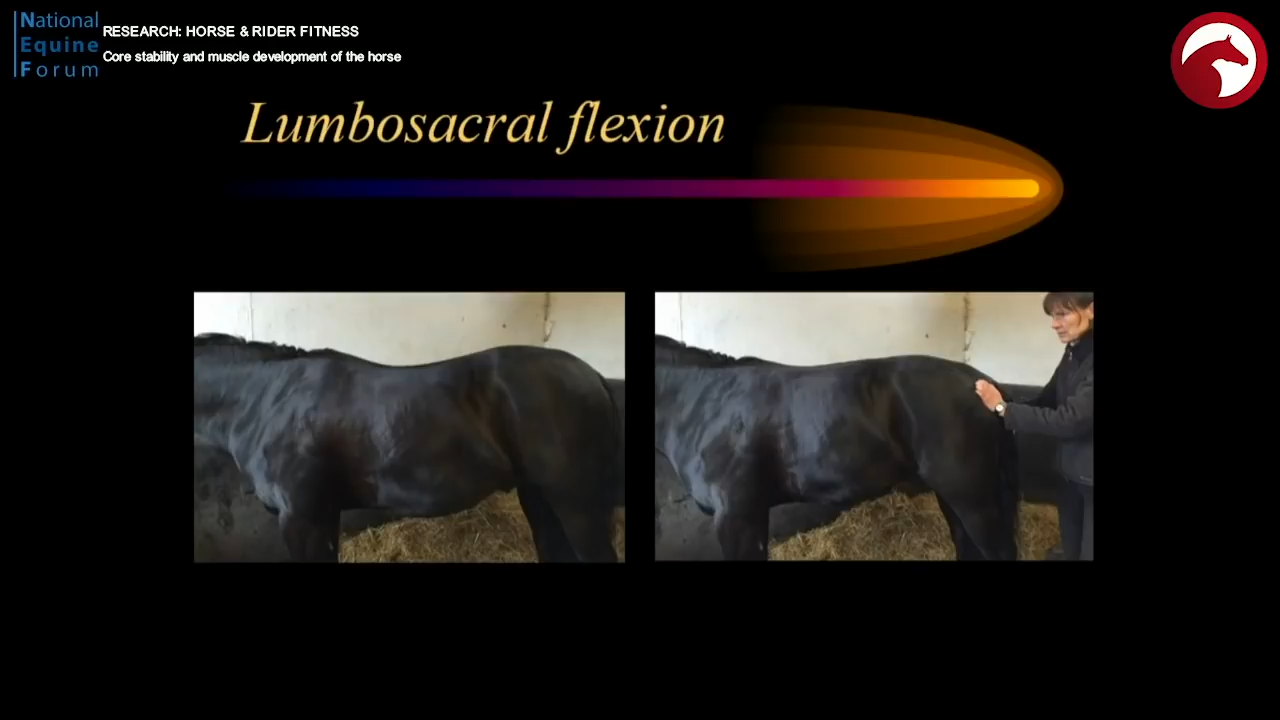 National
Equine
Forum
RESEARCH: HORSE & RIDER FITNESS
Core stability and muscle development of the horse
Lumbosacral flexion